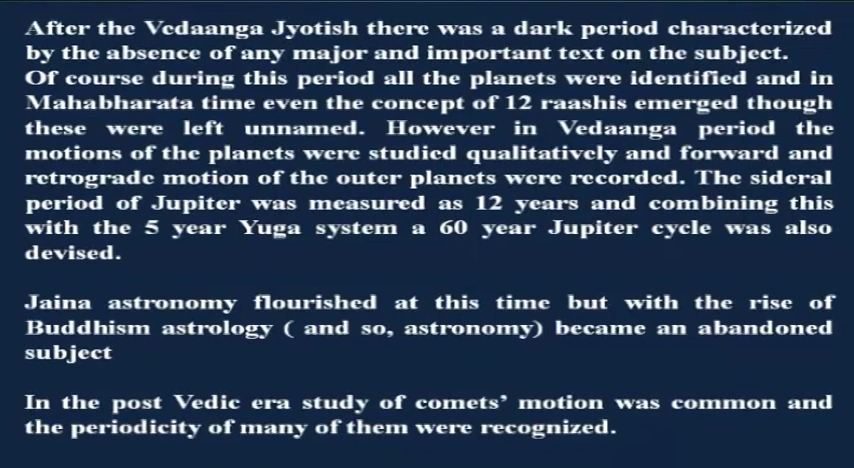 After the Vedaanga Jyotish there was a dark period characterized
by the absence of any major and important text on the subject.
Of course during this period all the planets were identified and in
Mahabharata time even the concept of 12 raashis emerged though
these were left unnamed. However in Vedaanga period the
motions of the planets were studied qualitatively and forward and
retrograde motion of the outer planets were recorded. The sideral
period of Jupiter was measured as 12 years and combining this
with the 5 year Yuga system a 60 year Jupiter cycle was also
devised.
Jaina astronomy flourished at this time but with the rise of
Buddhism astrology ( and so, astronomy) became an abandoned
subject
In the post Vedic era study of comets’ motion was common and
the periodicity of many of them were recognized.